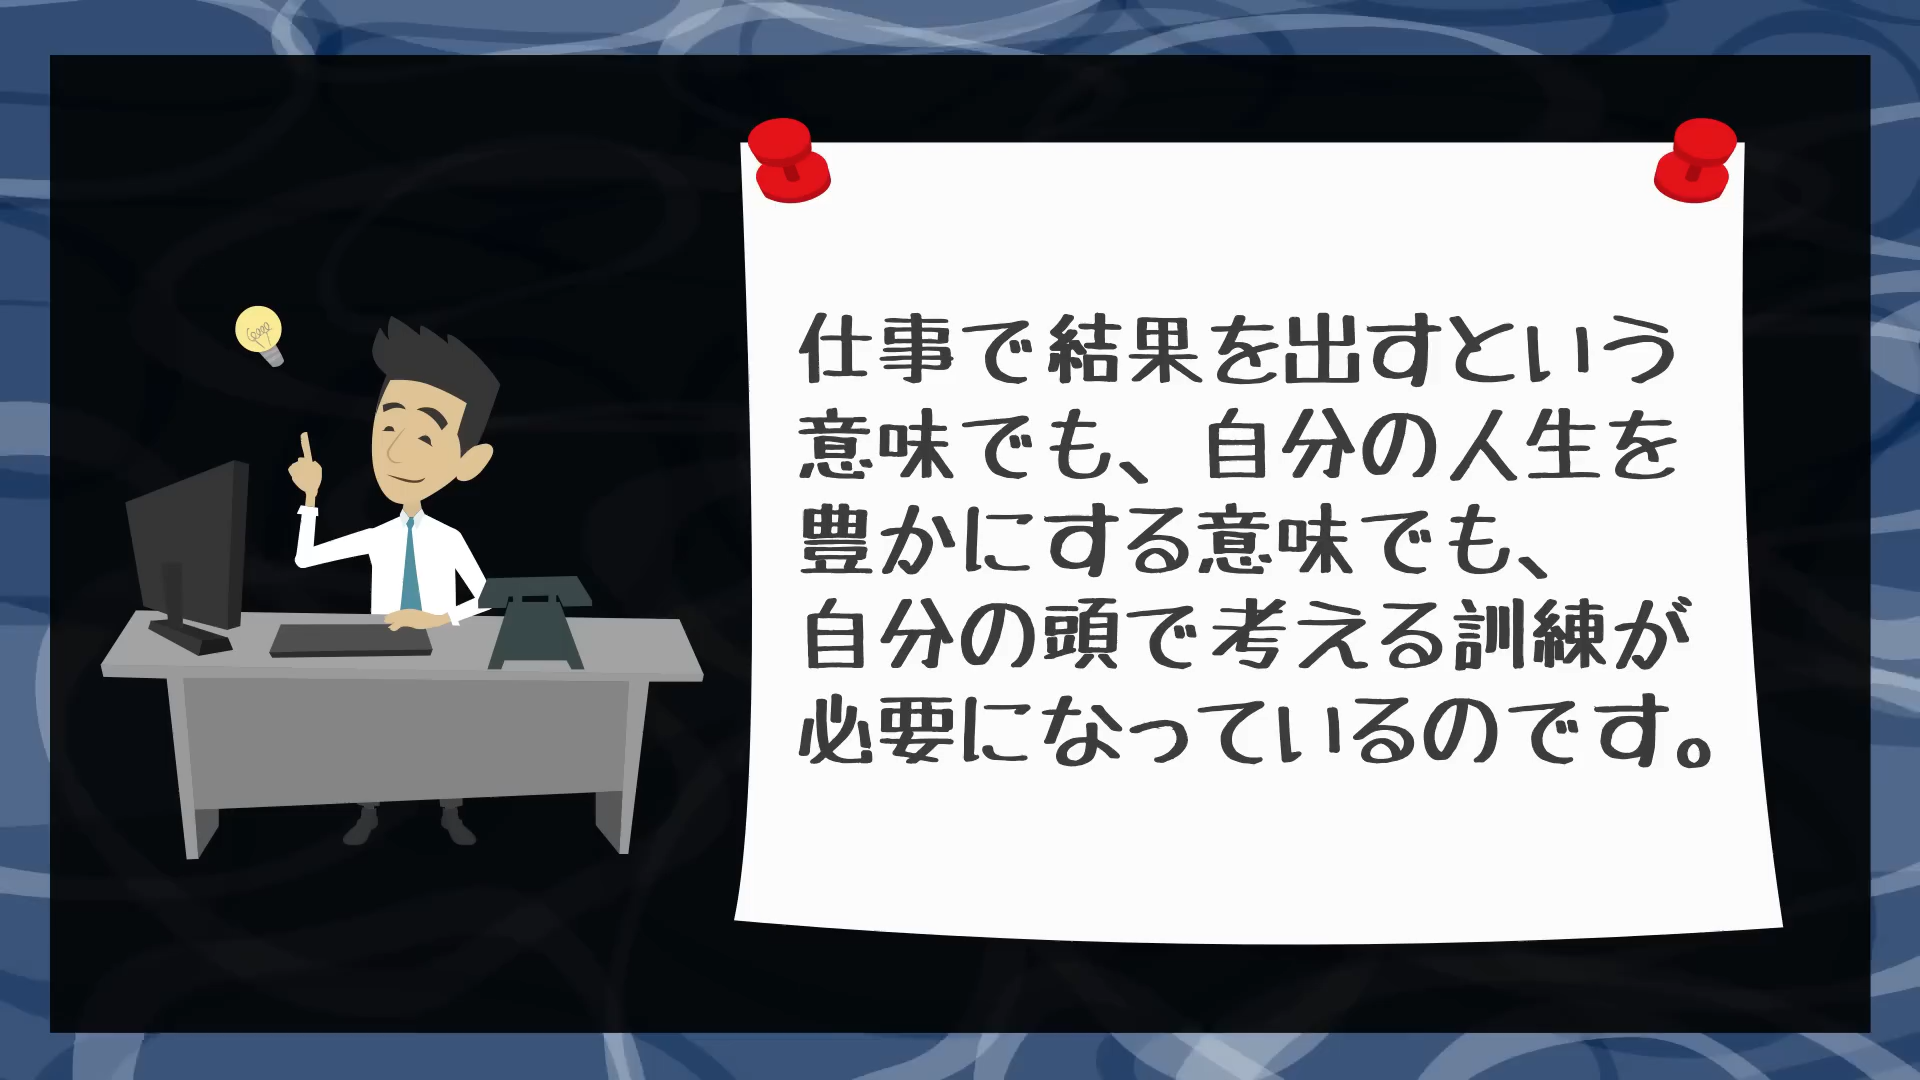 仕事で結果を出すという
意味でも、自分の人生を
豊かにする意味でも、
自分の頭で考える訓練が
必要になっているのです。